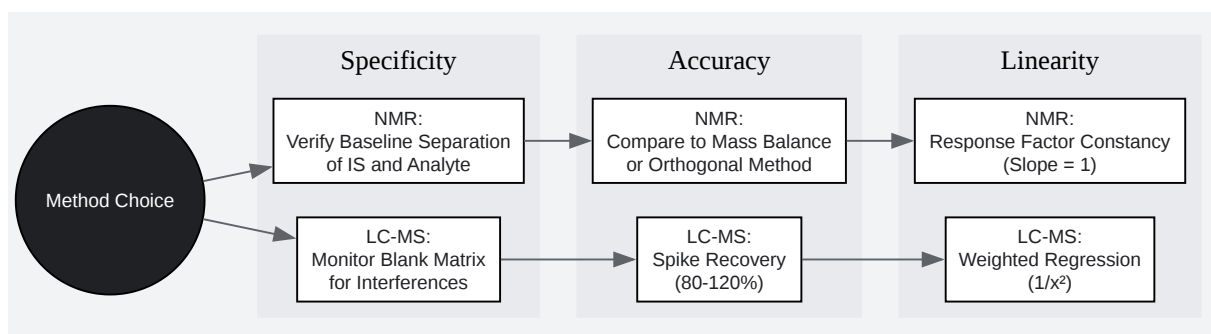 Specificity
Accuracy
Linearity
Method Choice
NMR:
Verify Baseline Separation
of IS and Analyte
NMR:
Compare to Mass Balance
or Orthogonal Method
NMR:
Response Factor Constancy
(Slope = 1)
LC-MS:
Monitor Blank Matrix
for Interferences
LC-MS:
Spike Recovery
(80-120%)
LC-MS:
Weighted Regression
(1/x²)